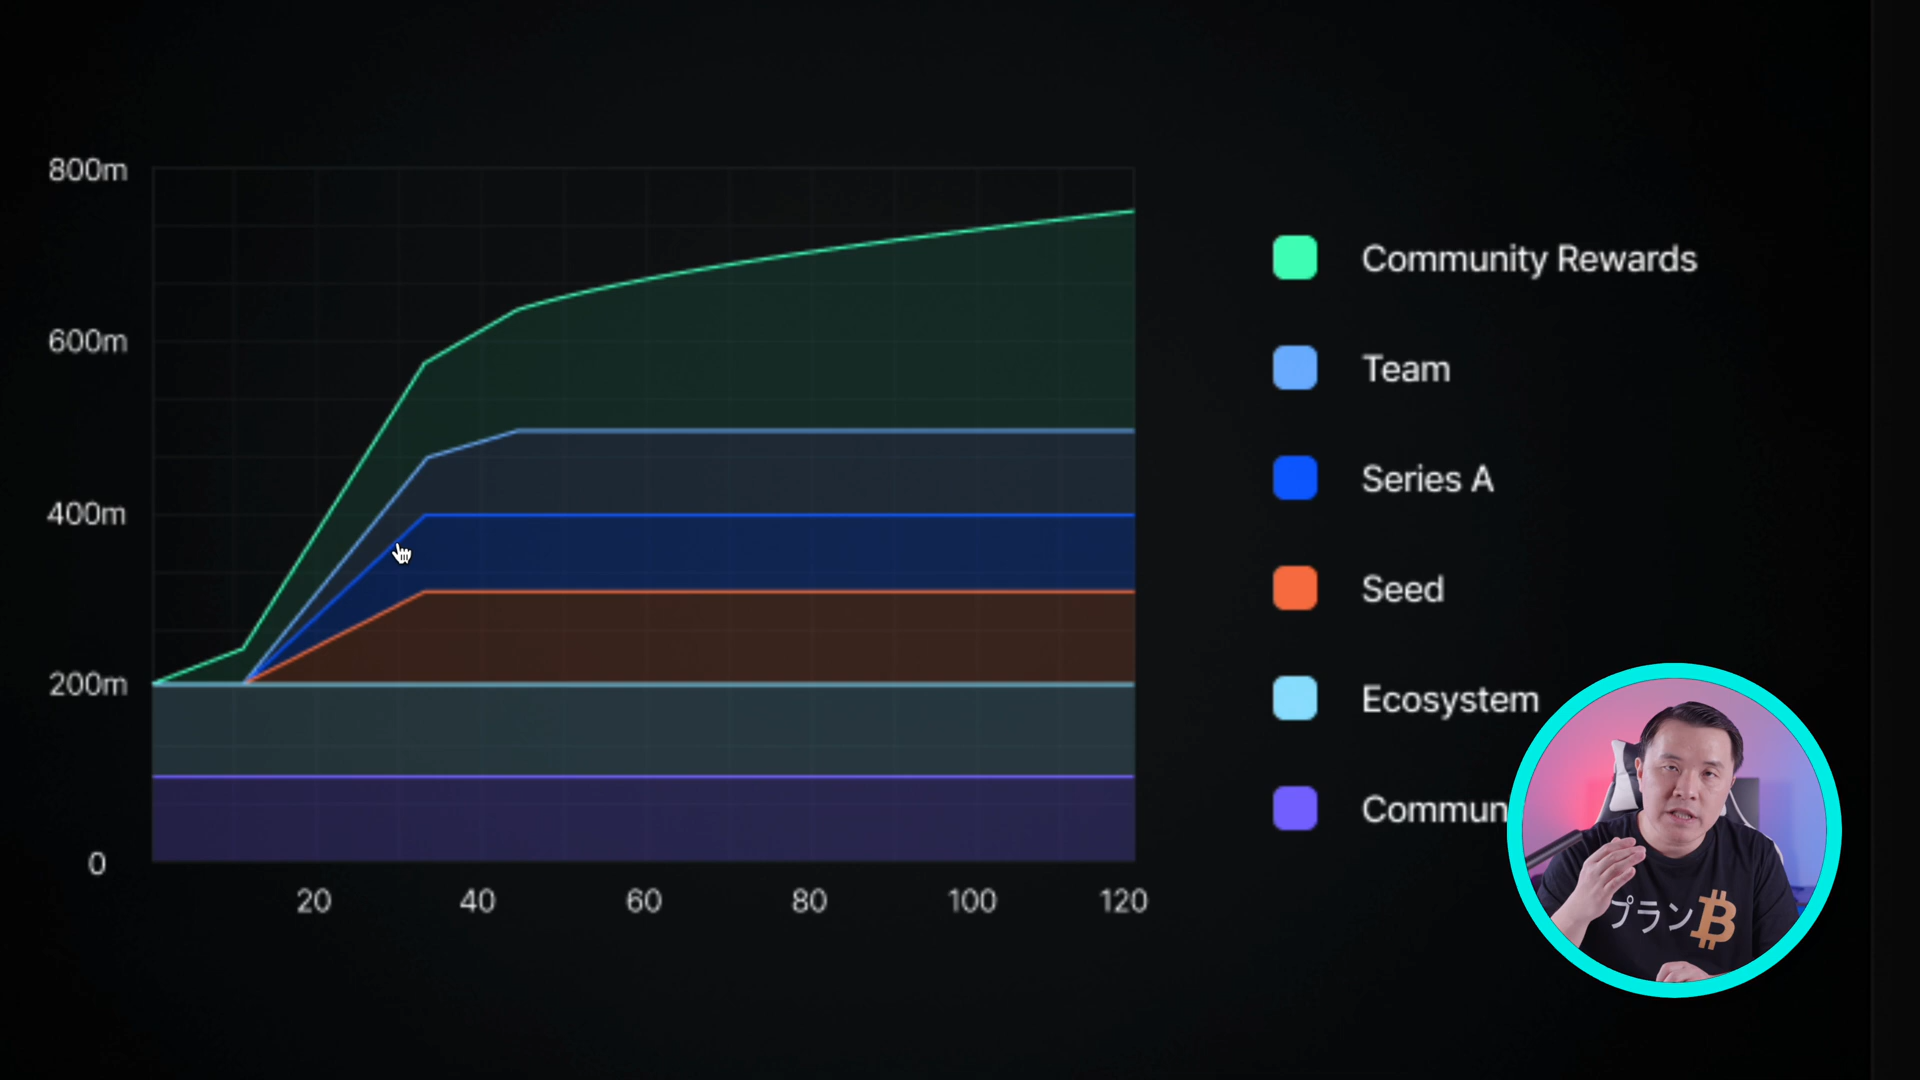 800m
600m
400m
200m
0
20 40 60 80 100 120
Community Rewards
Team
Series A
Seed
Ecosystem
Commun
プランB